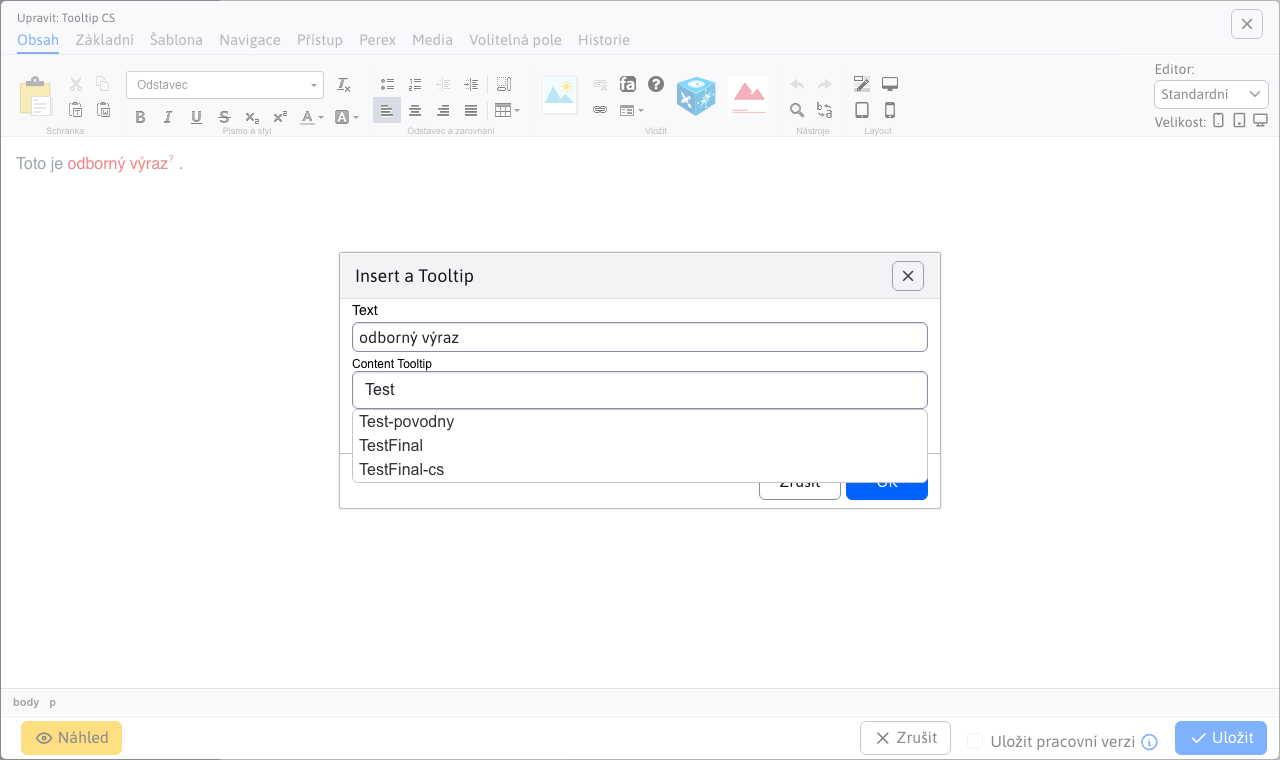 Upravit: Tooltip CS
Obsah Základní Šablona Navigace Přístup Perex Media Volitelná pole Historie
Odstavec
Schránka Písmo a styl Odstavec a zarovnání Vložit Nástroje Layout
Editor:
Standardní
Velikost:
Toto je odborný výraz? .
Insert a Tooltip
Text
odborný výraz
Content Tooltip
Test
Test-povodny
TestFinal
TestFinal-cs
Zrušit OK
body p
Náhled Zrušit Uložit pracovní verzi Uložit